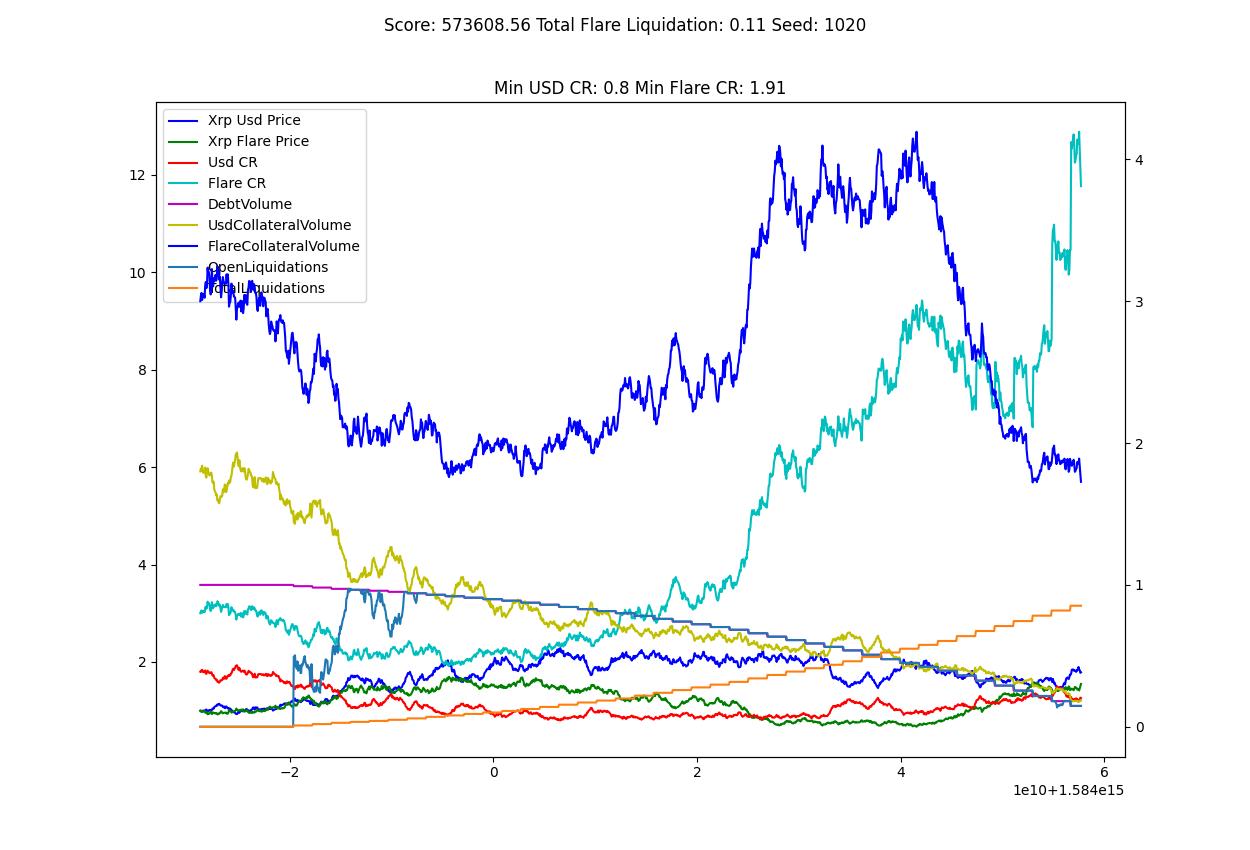 Score: 573608.56 Total Flare Liquidation: 0.11 Seed: 1020
Min USD CR: 0.8 Min Flare CR: 1.91
Xrp Usd Price
Xrp Flare Price
Usd CR
Flare CR
DebtVolume
UsdCollateralVolume
FlareCollateralVolume
OpenLiquidations
TotalLiquidations
12
10
8
6
4
2
4
3
2
1
0
−2
0
2
4
6
1e10+1.584e15